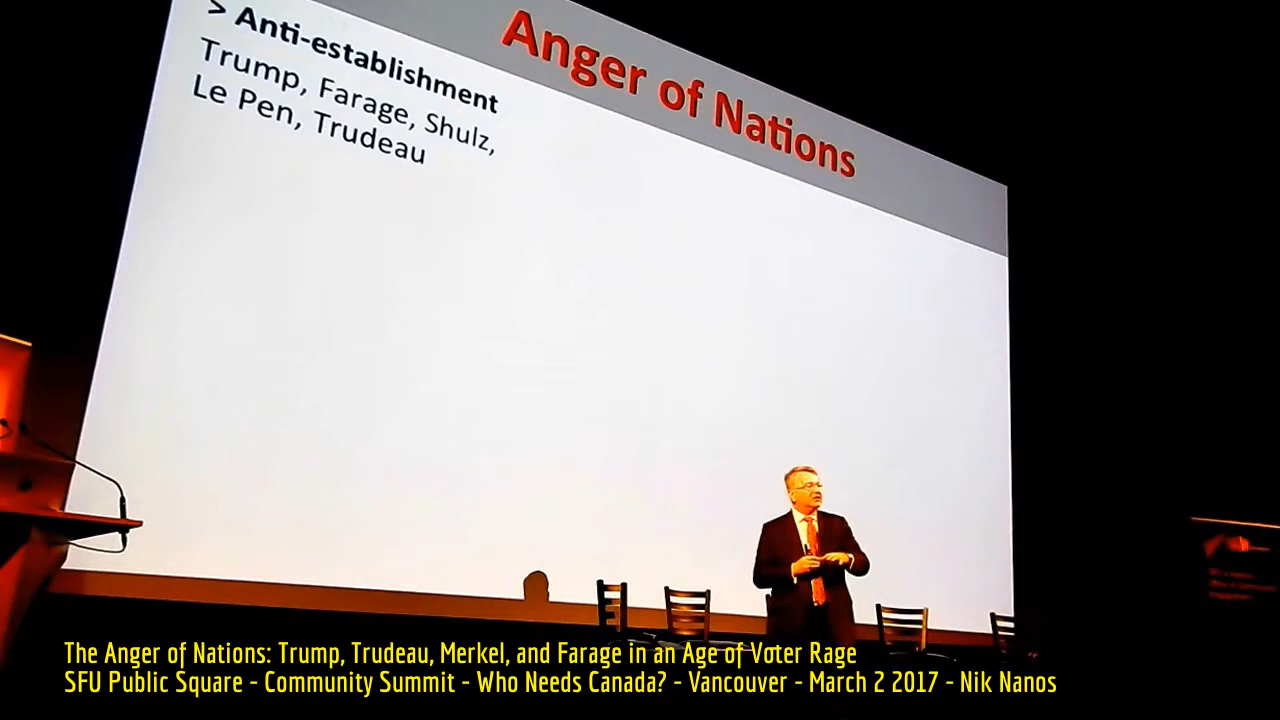 Anger of Nations
> Anti-establishment
Trump, Farage, Shulz,
Le Pen, Trudeau
The Anger of Nations: Trump, Trudeau, Merkel, and Farage in an Age of Voter Rage
SFU Public Square - Community Summit - Who Needs Canada? - Vancouver - March 2 2017 - Nik Nanos